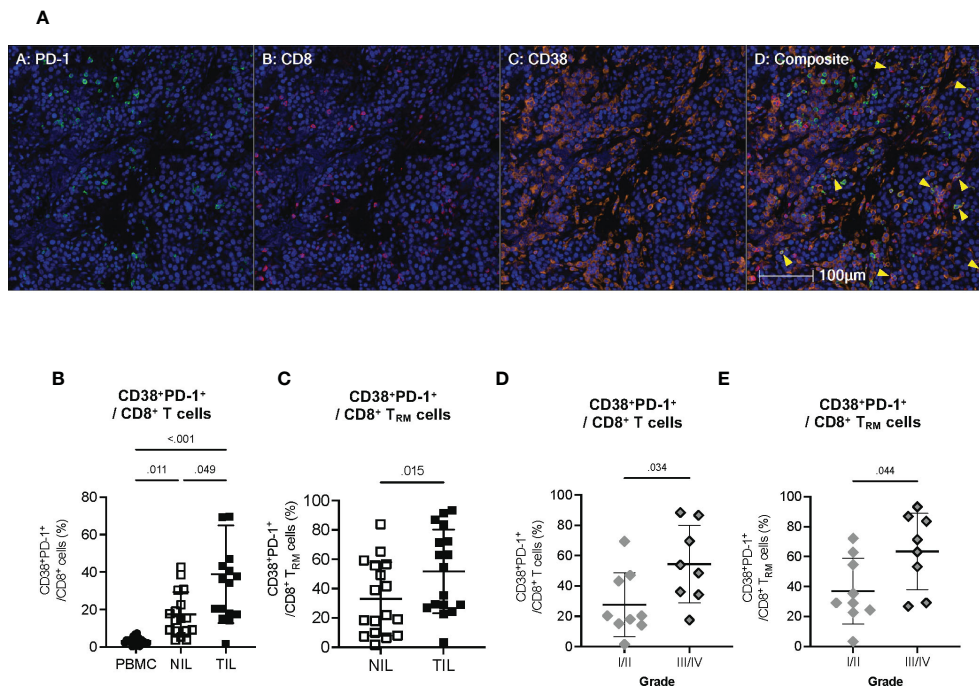 A
A: PD-1
B: CD8
C: CD38
D: Composite
100μm
B
CD38⁺PD-1⁺
/ CD8⁺ T cells
<.001
.011
.049
CD38⁺PD-1⁺
/CD8⁺ cells (%)
80
60
40
20
0
PBMC NIL TIL
C
CD38⁺PD-1⁺
/ CD8⁺ TRM cells
.015
CD38⁺PD-1⁺
/CD8⁺ TRM cells (%)
100
80
60
40
20
0
NIL TIL
D
CD38⁺PD-1⁺
/ CD8⁺ T cells
.034
CD38⁺PD-1⁺
/CD8⁺ T cells (%)
100
80
60
40
20
0
I/II III/IV
Grade
E
CD38⁺PD-1⁺
/ CD8⁺ TRM cells
.044
CD38⁺PD-1⁺
/CD8⁺ TRM cells (%)
100
80
60
40
20
0
I/II III/IV
Grade